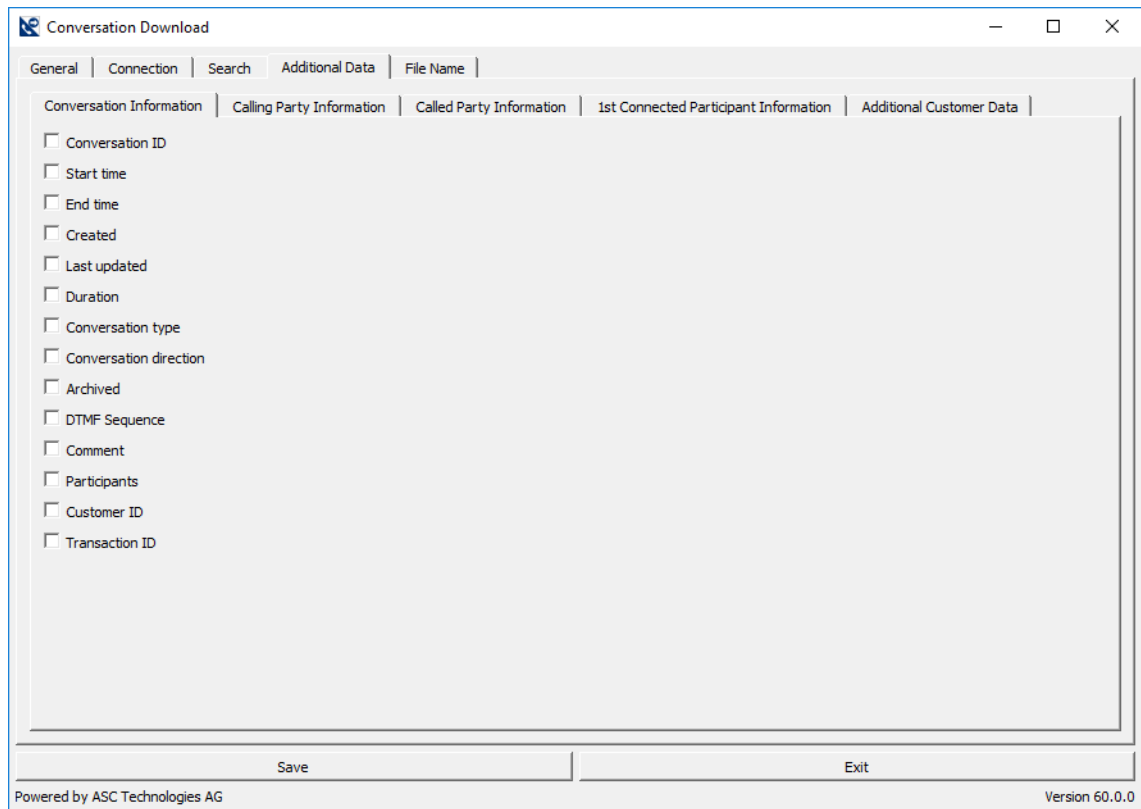 Conversation Download
General Connection Search Additional Data File Name
Conversation Information Calling Party Information Called Party Information 1st Connected Participant Information Additional Customer Data
Conversation ID
Start time
End time
Created
Last updated
Duration
Conversation type
Conversation direction
Archived
DTMF Sequence
Comment
Participants
Customer ID
Transaction ID
Save Exit
Powered by ASC Technologies AG Version 60.0.0